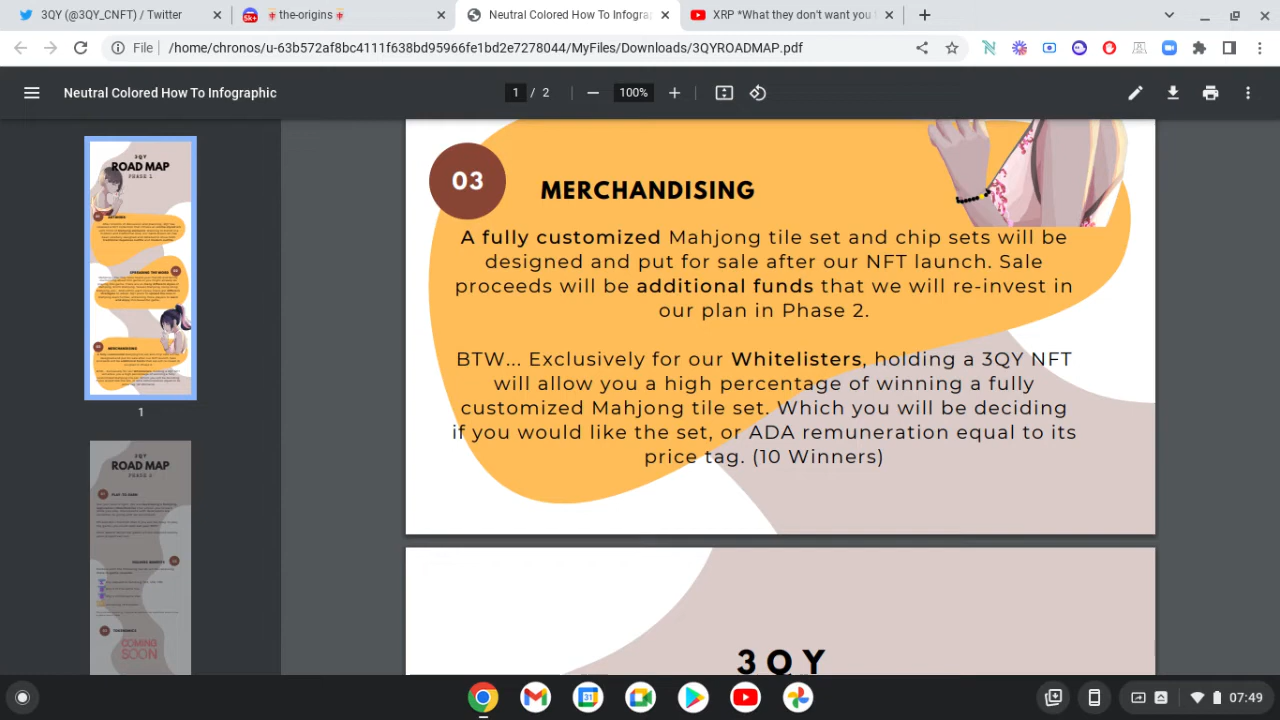 3QY (@3QY_CNFT) / Twitter
5k+
the-origins
Neutral Colored How To Infogra
XRP *What they don't want you
File
/home/chronos/u-63b572af8bc4111f638bd95966fe1bd2e7278044/MyFiles/Downloads/3QYROADMAP.pdf
Neutral Colored How To Infographic
1 / 2
100%
3QY
ROAD MAP
PHASE 1
MERCHANDISING
1
3QY
ROAD MAP
COMING
SOON
03
MERCHANDISING
A fully customized Mahjong tile set and chip sets will be
designed and put for sale after our NFT launch. Sale
proceeds will be additional funds that we will re-invest in
our plan in Phase 2.
BTW... Exclusively for our Whitelisters, holding a 3QY NFT
will allow you a high percentage of winning a fully
customized Mahjong tile set. Which you will be deciding
if you would like the set, or ADA remuneration equal to its
price tag. (10 Winners)
3QY
31
07:49